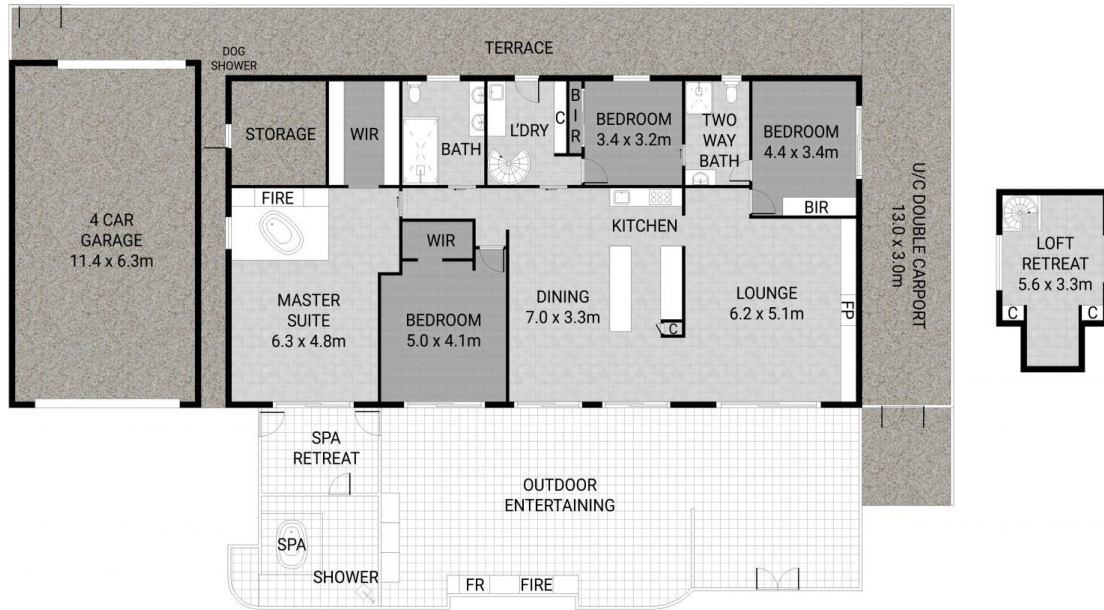 DOG
SHOWER
TERRACE
STORAGE
WIR
BATH
L'DRY
C
B
I
R
BEDROOM
3.4 x 3.2m
TWO
WAY
BATH
BEDROOM
4.4 x 3.4m
BIR
4 CAR
GARAGE
11.4 x 6.3m
FIRE
MASTER
SUITE
6.3 x 4.8m
WIR
BEDROOM
5.0 x 4.1m
KITCHEN
DINING
7.0 x 3.3m
C
LOUNGE
6.2 x 5.1m
FP
U/C DOUBLE CARPORT
13.0 x 3.0m
LOFT
RETREAT
5.6 x 3.3m
C
C
SPA
RETREAT
OUTDOOR
ENTERTAINING
SPA
SHOWER
FR
FIRE